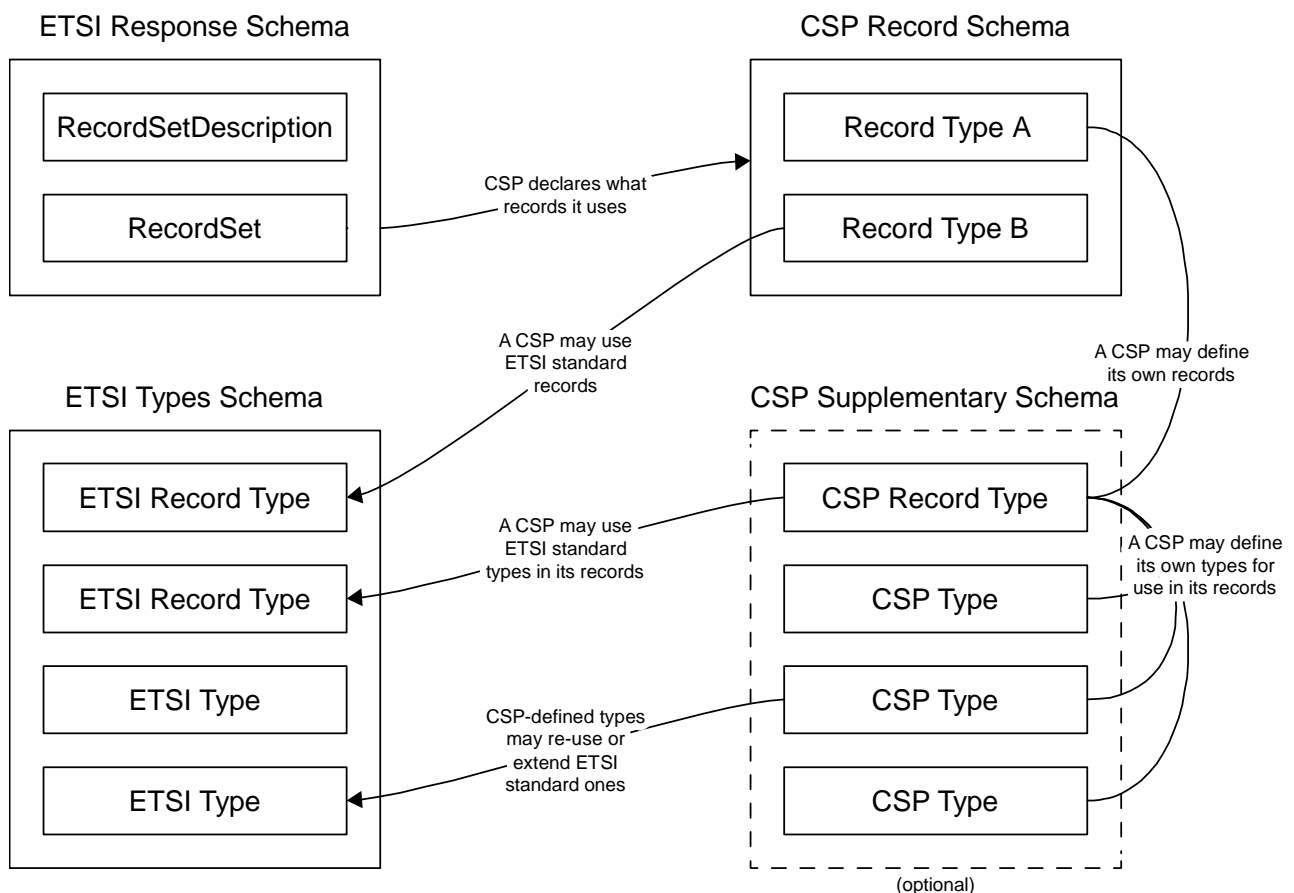 ETSI Response Schema
RecordSetDescription
RecordSet
CSP declares what
records it uses
CSP Record Schema
Record Type A
Record Type B
A CSP may use
ETSI standard
records
A CSP may define
its own records
ETSI Types Schema
ETSI Record Type
ETSI Record Type
ETSI Type
ETSI Type
A CSP may use
ETSI standard
types in its records
CSP-defined types
may re-use or
extend ETSI
standard ones
CSP Supplementary Schema
CSP Record Type
CSP Type
CSP Type
CSP Type
A CSP may define
its own types for
use in its records
(optional)